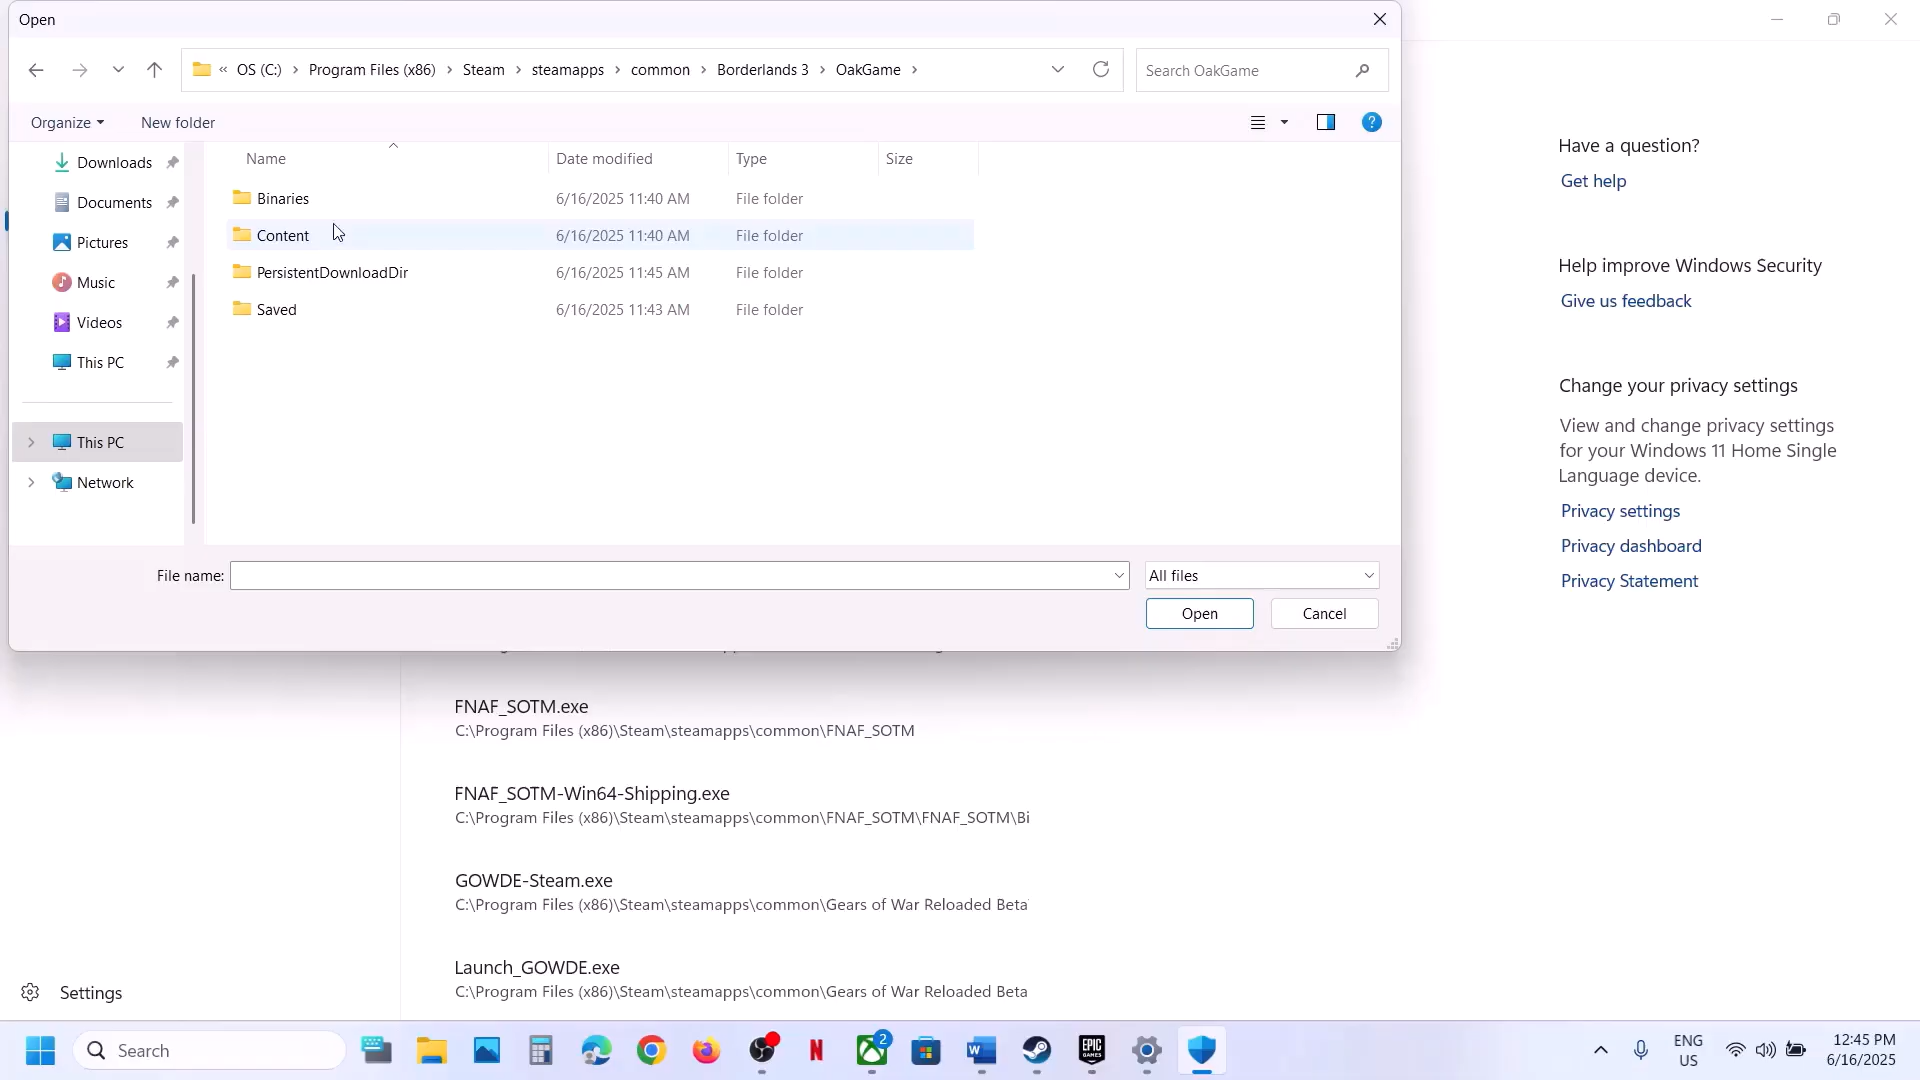 Open
« OS (C:) › Program Files (x86) › Steam › steamapps › common › Borderlands 3 › OakGame ›
Search OakGame
Organize
New folder
Name
Date modified
Type
Size
Downloads
Documents
Pictures
Music
Videos
This PC
This PC
Network
Binaries 6/16/2025 11:40 AM File folder
Content 6/16/2025 11:40 AM File folder
PersistentDownloadDir 6/16/2025 11:45 AM File folder
Saved 6/16/2025 11:43 AM File folder
File name:
All files
Open
Cancel
Have a question?
Get help
Help improve Windows Security
Give us feedback
Change your privacy settings
View and change privacy settings
for your Windows 11 Home Single
Language device.
Privacy settings
Privacy dashboard
Privacy Statement
FNAF_SOTM.exe
C:\Program Files (x86)\Steam\steamapps\common\FNAF_SOTM
FNAF_SOTM-Win64-Shipping.exe
C:\Program Files (x86)\Steam\steamapps\common\FNAF_SOTM\FNAF_SOTM\Bi
GOWDE-Steam.exe
C:\Program Files (x86)\Steam\steamapps\common\Gears of War Reloaded Beta
Launch_GOWDE.exe
C:\Program Files (x86)\Steam\steamapps\common\Gears of War Reloaded Beta
Settings
Search
2
EPIC
GAMES
ENG
US
12:45 PM
6/16/2025